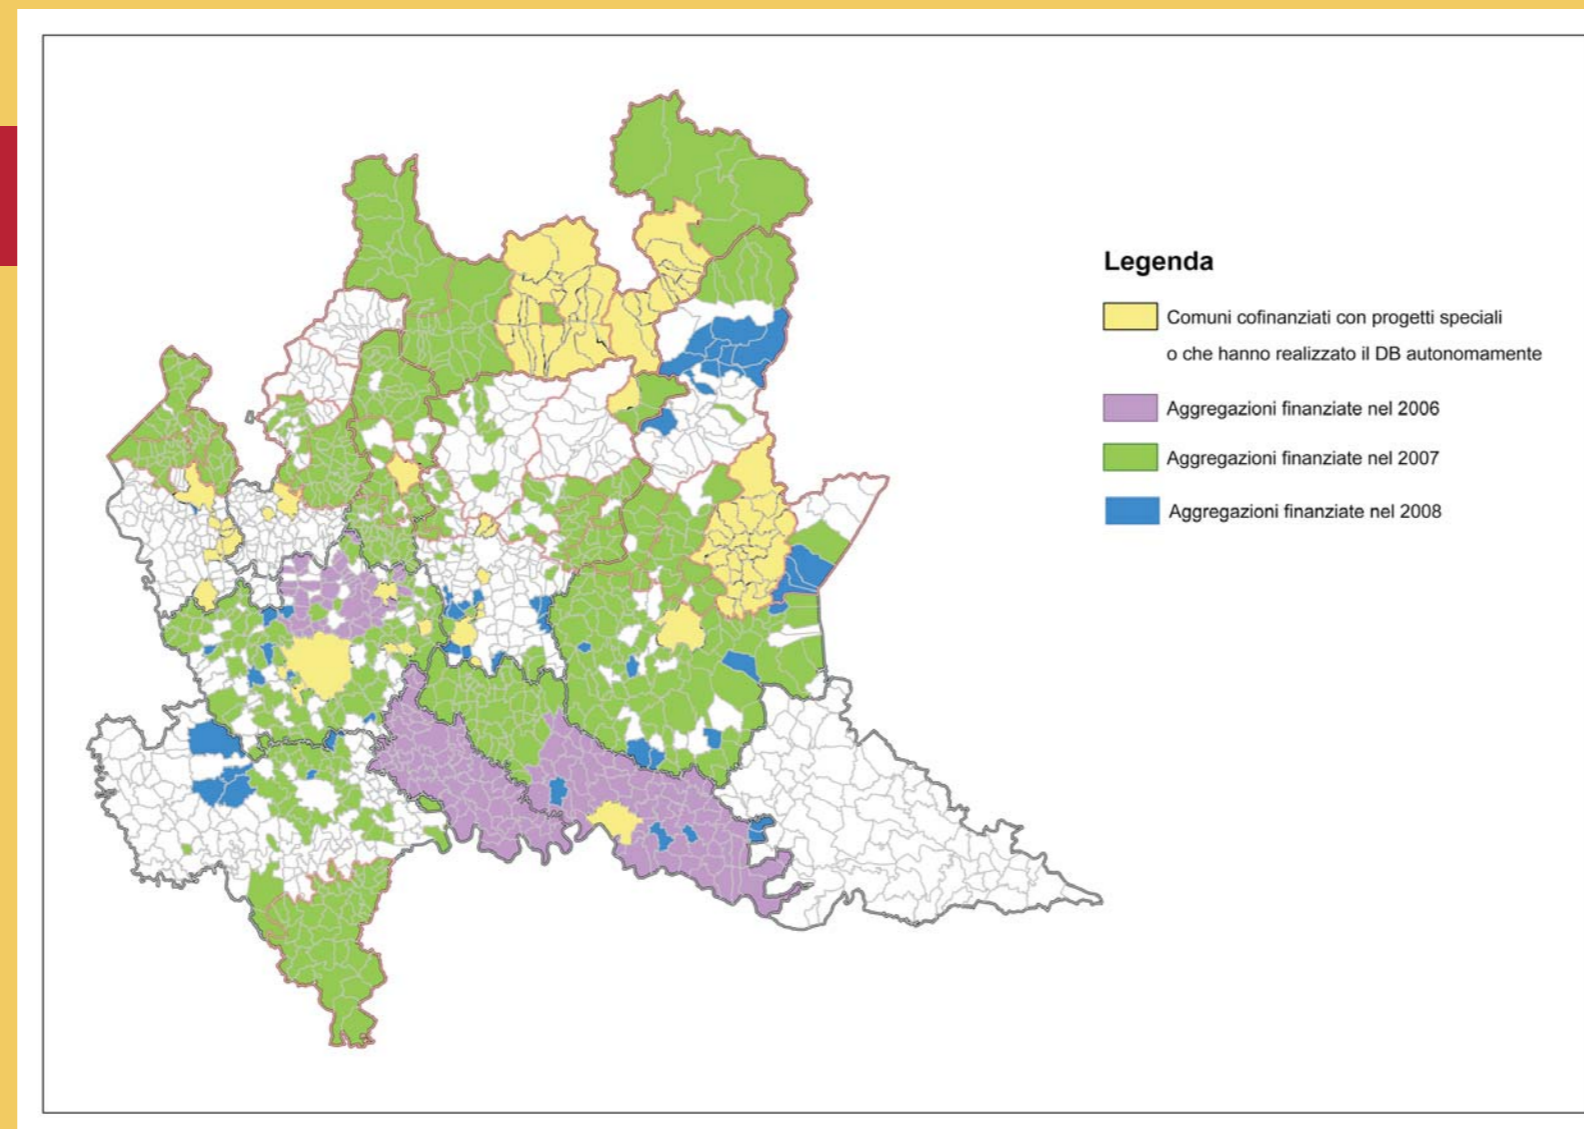 Legenda
Comuni cofinanziati con progetti speciali
o che hanno realizzato il DB autonomamente
Aggregazioni finanziate nel 2006
Aggregazioni finanziate nel 2007
Aggregazioni finanziate nel 2008